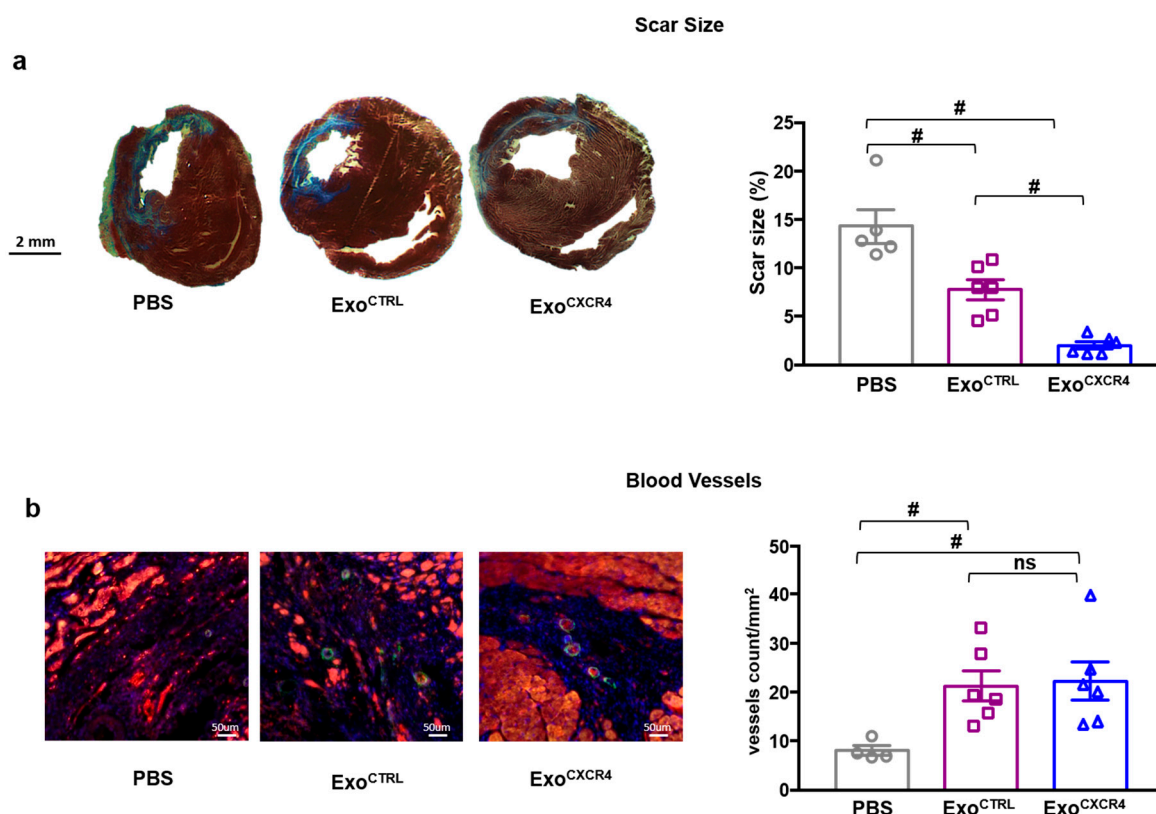 Scar Size
a
2 mm
PBS
Exo^CTRL
Exo^CXCR4
Scar size (%)
25
20
15
10
5
0
#
#
#
PBS
Exo^CTRL
Exo^CXCR4
Blood Vessels
b
50um
50um
50um
PBS
Exo^CTRL
Exo^CXCR4
vessels count/mm²
50
40
30
20
10
0
#
#
ns
PBS
Exo^CTRL
Exo^CXCR4